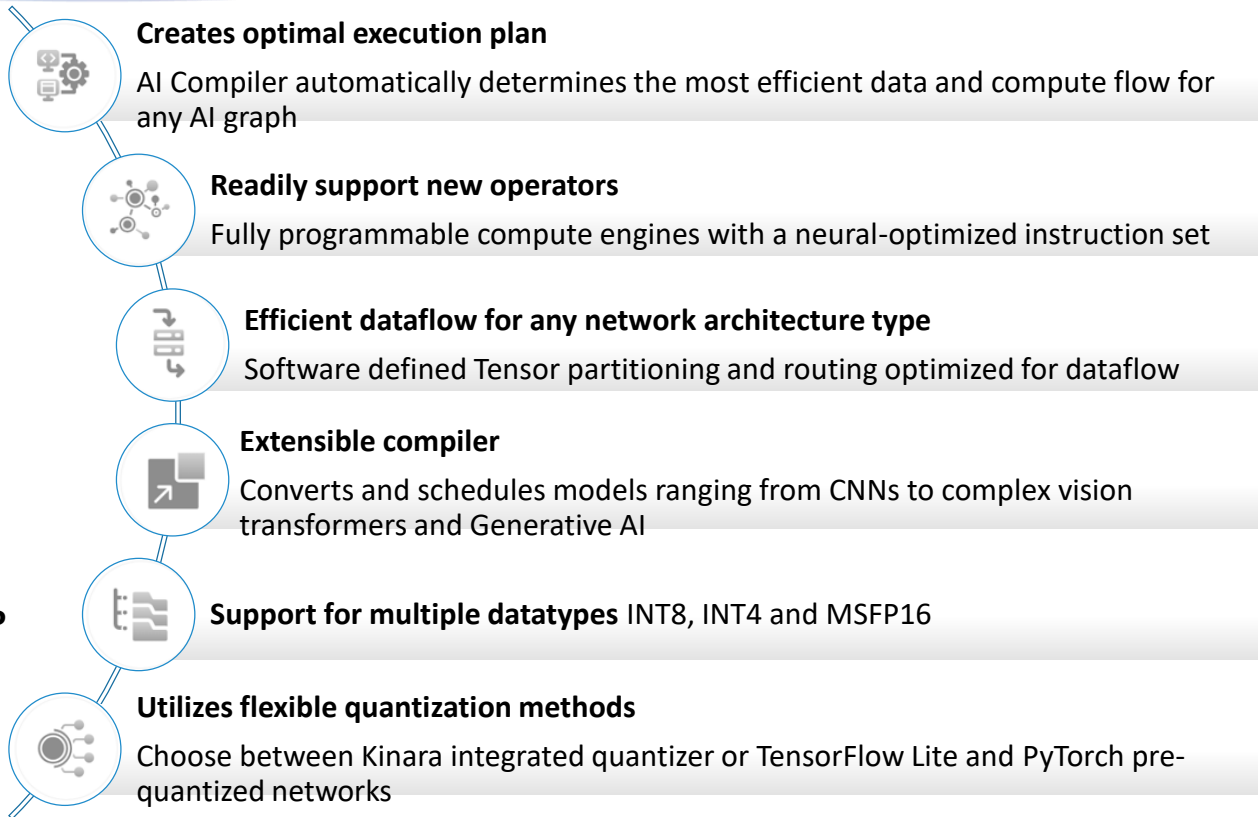 Creates optimal execution plan
AI Compiler automatically determines the most efficient data and compute flow for
any AI graph
Readily support new operators
Fully programmable compute engines with a neural-optimized instruction set
Efficient dataflow for any network architecture type
Software defined Tensor partitioning and routing optimized for dataflow
Extensible compiler
Converts and schedules models ranging from CNNs to complex vision
transformers and Generative AI
Support for multiple datatypes INT8, INT4 and MSFP16
Utilizes flexible quantization methods
Choose between Kinara integrated quantizer or TensorFlow Lite and PyTorch pre-
quantized networks